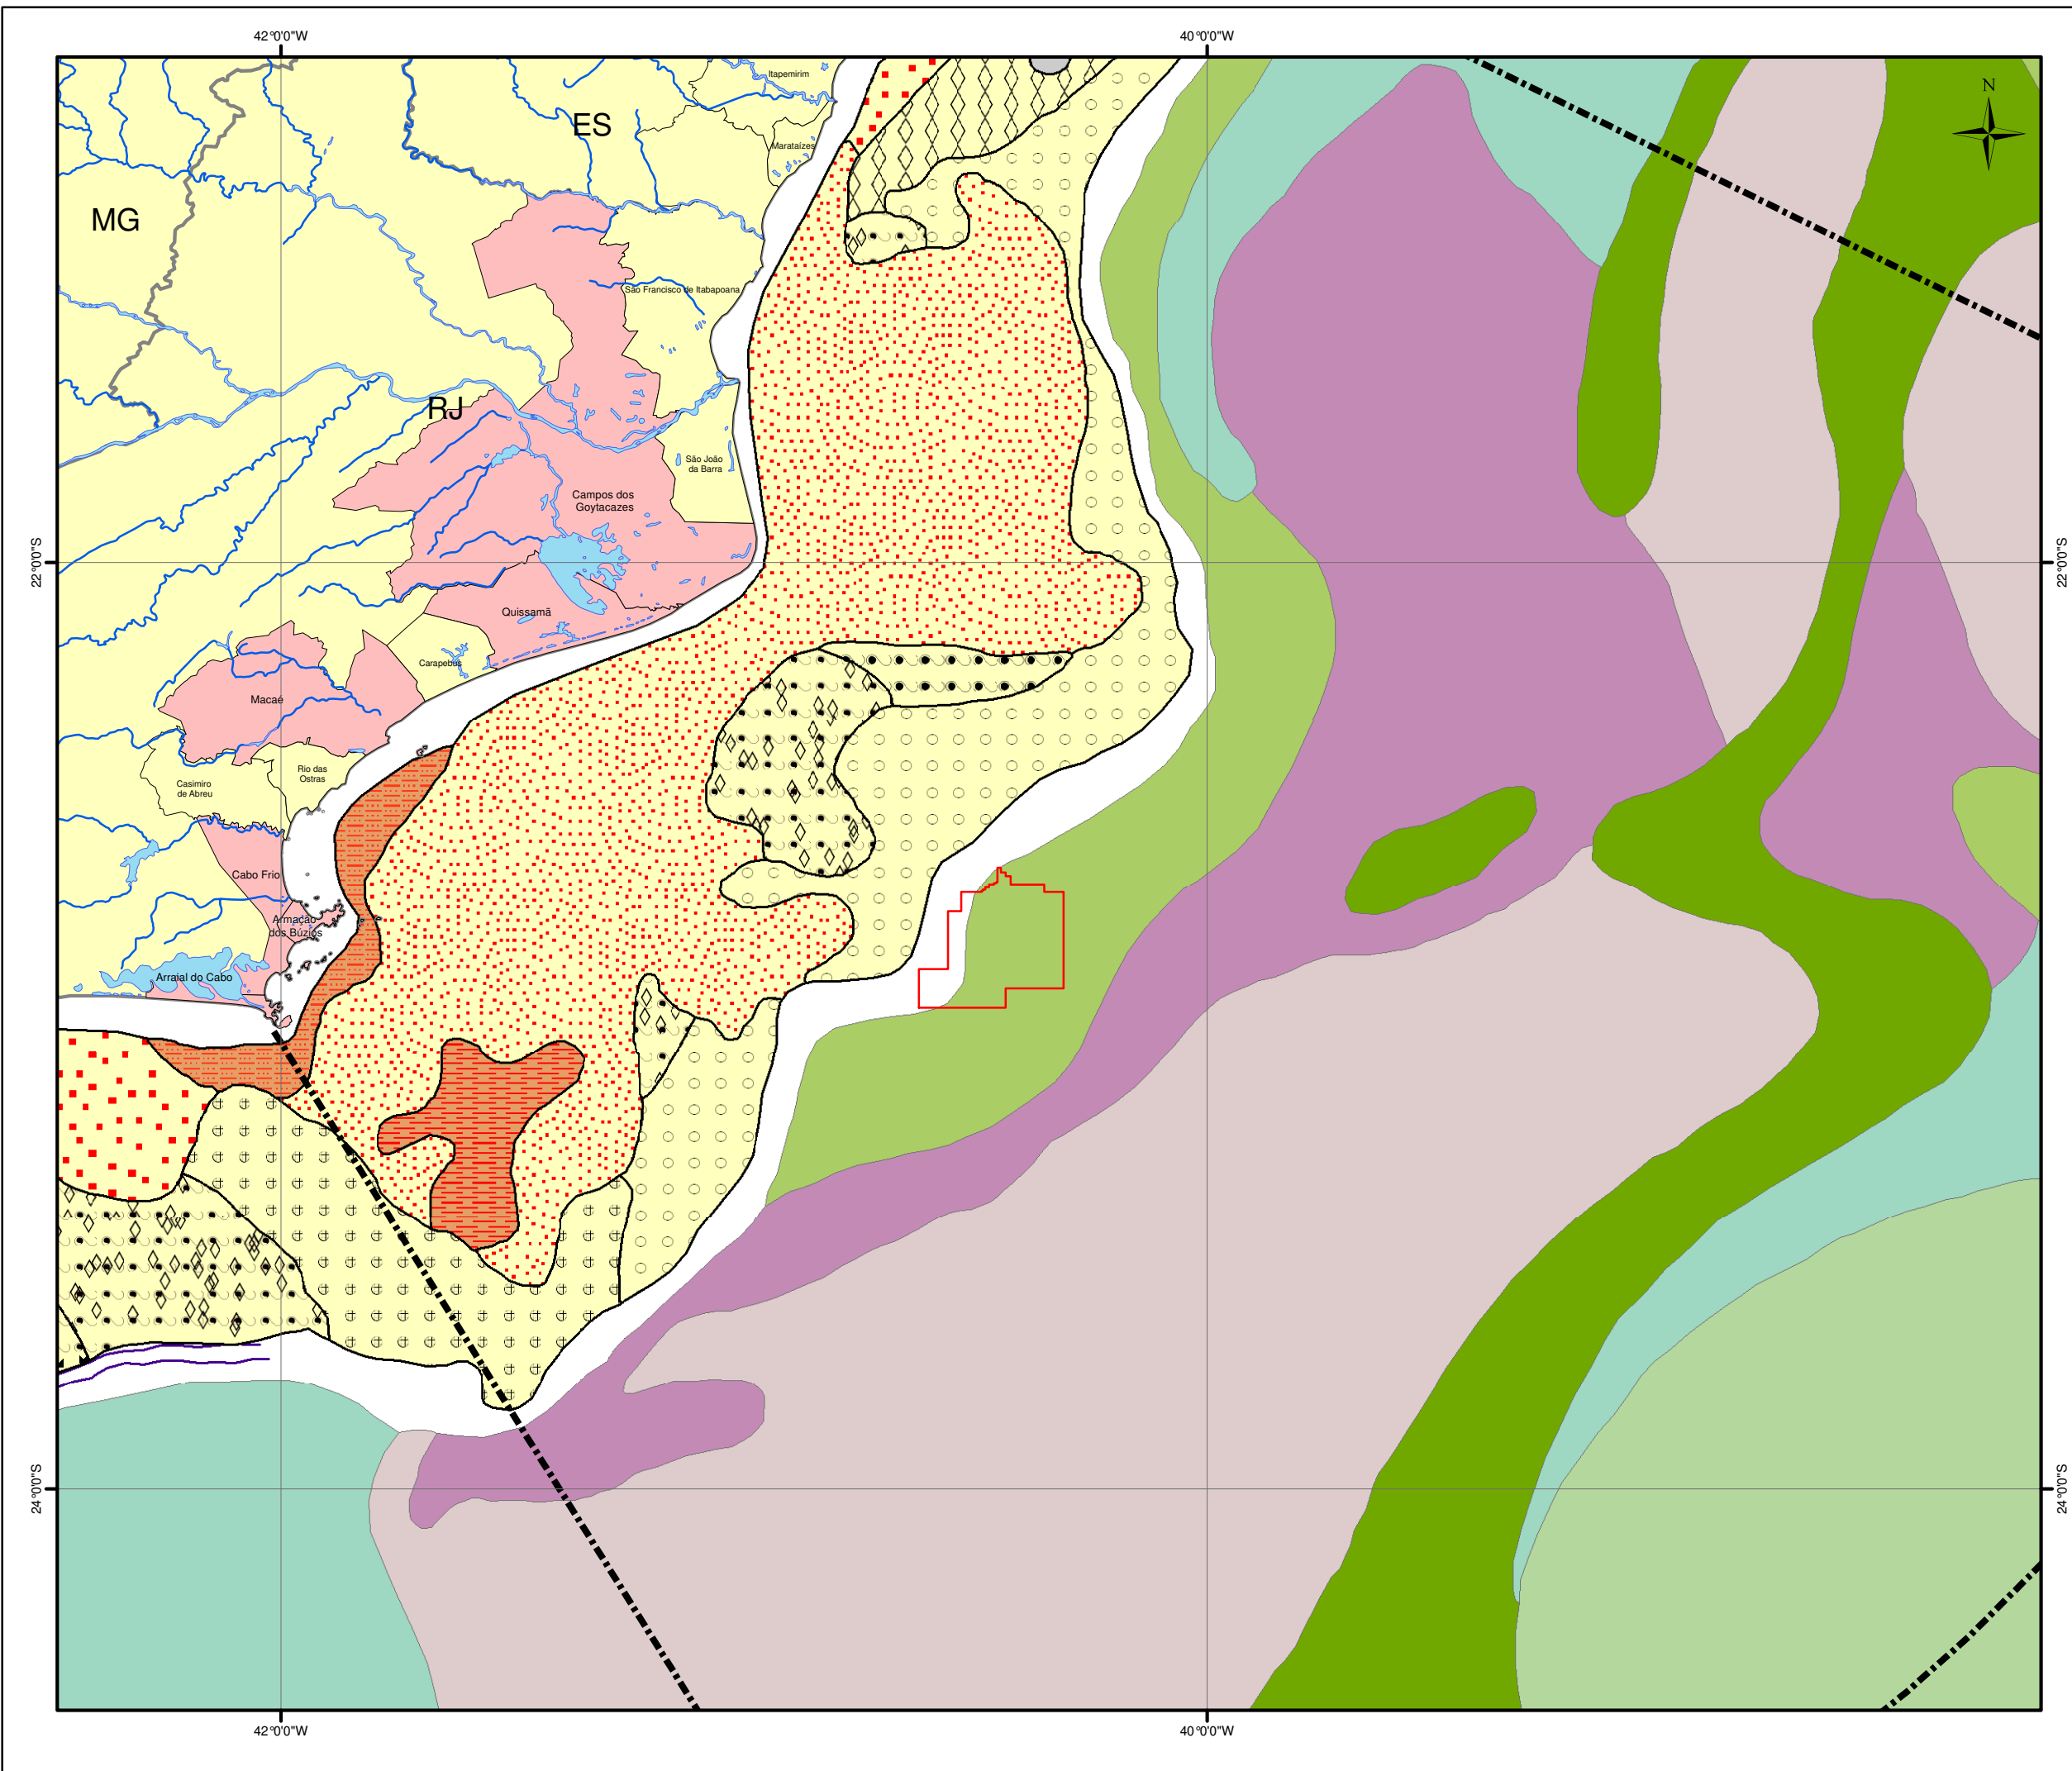 42°0'0"W
40°0'0"W
N
Itapemirim
ES
Marataízes
MG
São Francisco de Itabapoana
RJ
São João
da Barra
Campos dos
Goytacazes
22°0'0"S
22°0'0"S
Quissamã
Carapebus
Macaé
Rio das
Ostras
Casimiro
de Abreu
Cabo Frio
Armação
dos Búzios
Arraial do Cabo
24°0'0"S
24°0'0"S
42°0'0"W
40°0'0"W